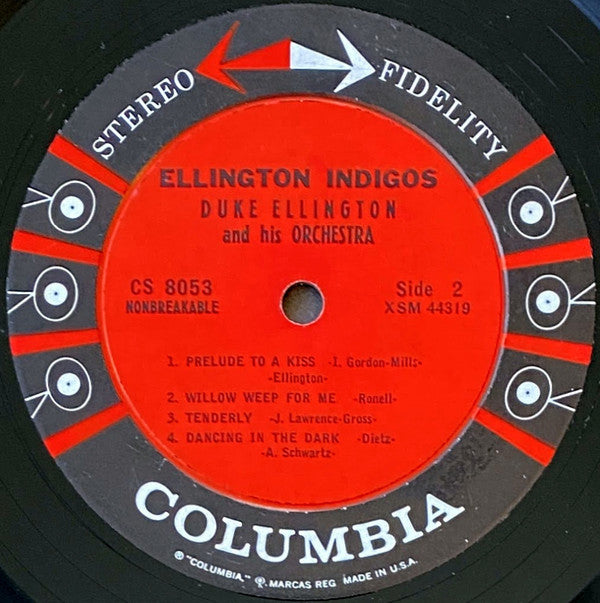 STEREO FIDELITY
ELLINGTON INDIGOS
DUKE ELLINGTON
and his ORCHESTRA
CS 8053
NONBREAKABLE
Side 2
XSM 44319
1. PRELUDE TO A KISS -I. Gordon-Mills-
-Ellington-
2. WILLOW WEEP FOR ME -Ronell-
3. TENDERLY -J. Lawrence-Gross-
4. DANCING IN THE DARK -Dietz-
-A. Schwartz-
COLUMBIA
® "COLUMBIA," Ⓟ MARCAS REG MADE IN U.S.A.